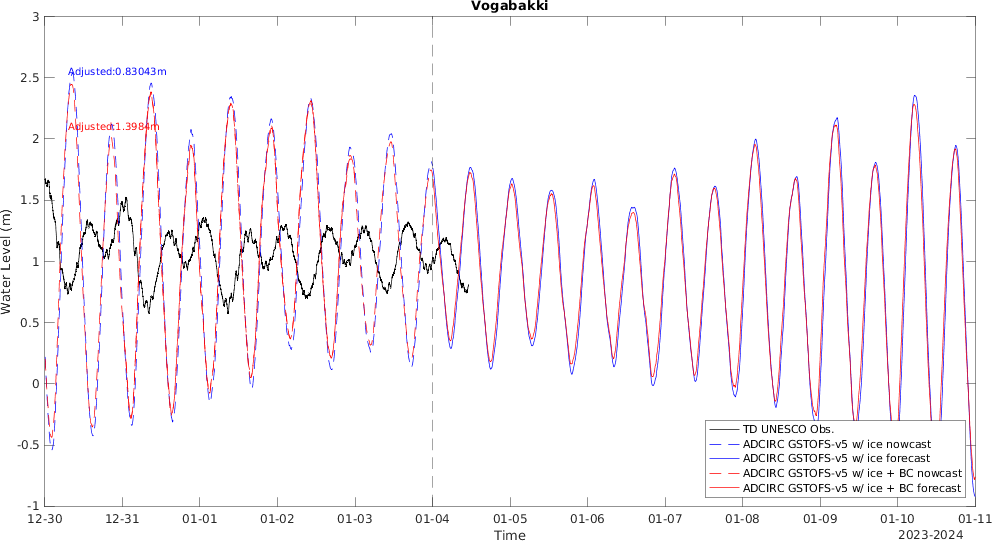 Vogabakki
3
2.5
2
1.5
1
0.5
0
-0.5
-1
Water Level (m)
Adjusted:0.83043m
Adjusted:1.3984m
TD UNESCO Obs.
ADCIRC GSTOFS-v5 w/ ice nowcast
ADCIRC GSTOFS-v5 w/ ice forecast
ADCIRC GSTOFS-v5 w/ ice + BC nowcast
ADCIRC GSTOFS-v5 w/ ice + BC forecast
12-30 12-31 01-01 01-02 01-03 01-04 01-05 01-06 01-07 01-08 01-09 01-10 01-11
Time
2023-2024